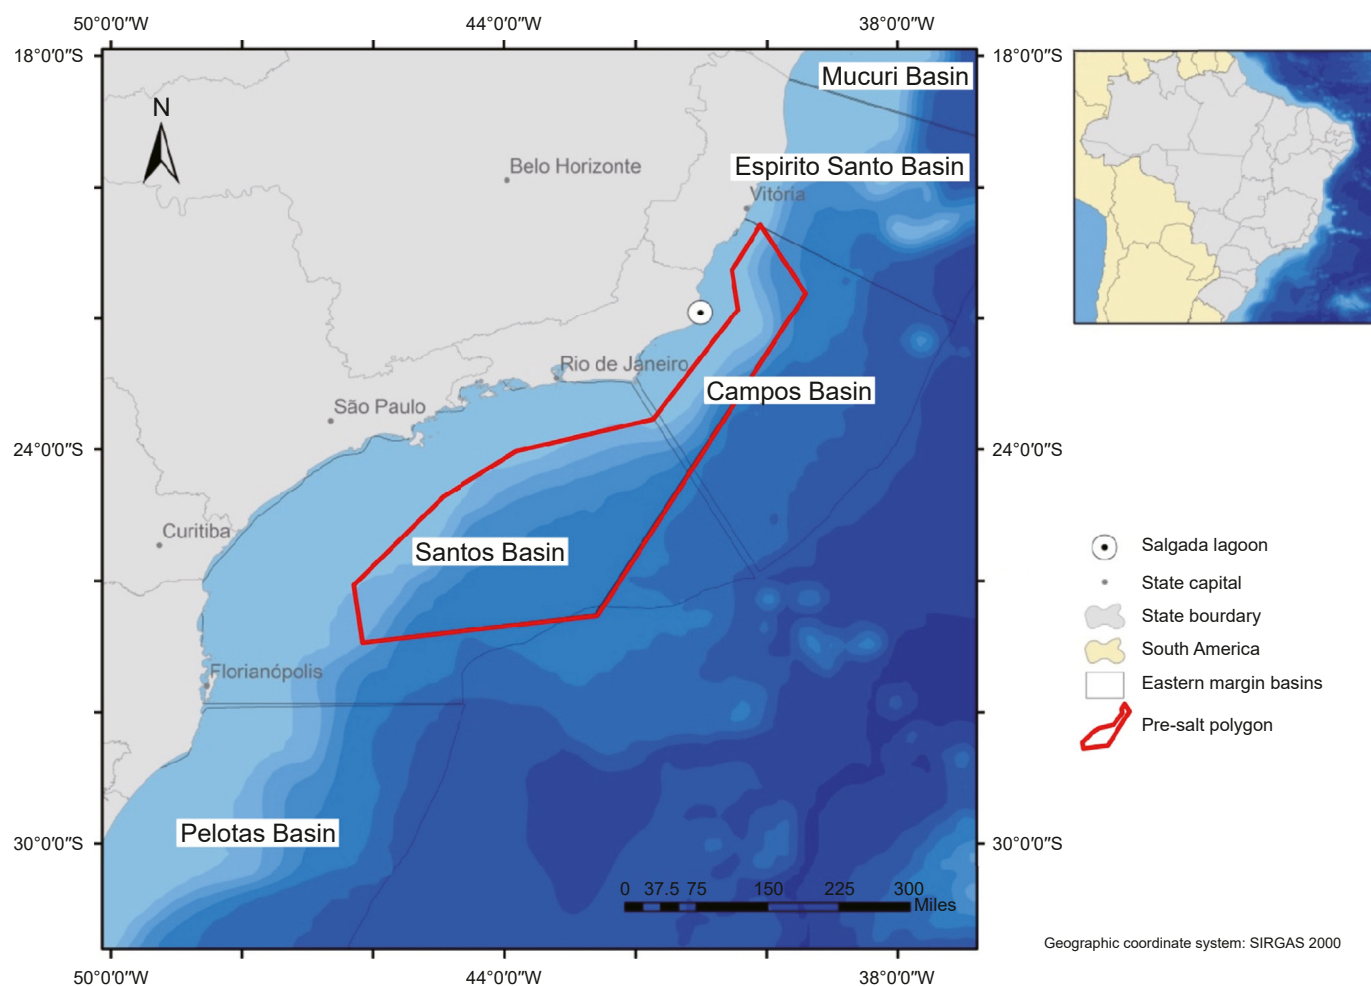 50°0′0″W
44°0′0″W
38°0′0″W
18°0′0″S
18°0′0″S
Mucuri Basin
N
Belo Horizonte
Espirito Santo Basin
Vitória
Rio de Janeiro
Campos Basin
São Paulo
24°0′0″S
24°0′0″S
Curitiba
Santos Basin
Florianópolis
Pelotas Basin
30°0′0″S
30°0′0″S
0 37.5 75 150 225 300
Miles
50°0′0″W
44°0′0″W
38°0′0″W
Salgada lagoon
State capital
State boundary
South America
Eastern margin basins
Pre-salt polygon
Geographic coordinate system: SIRGAS 2000